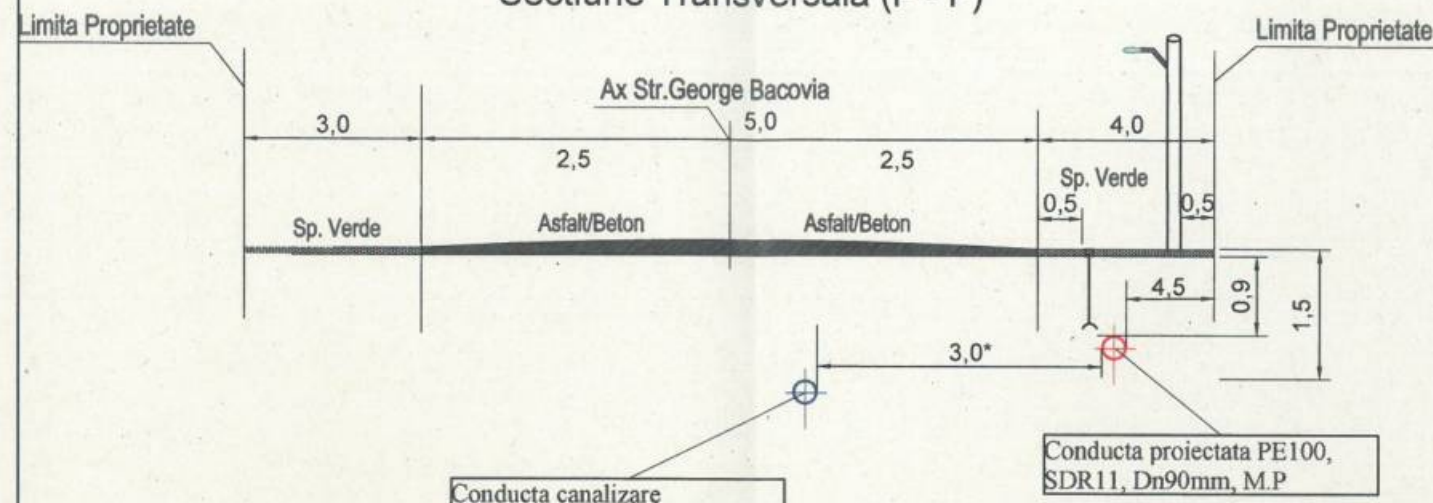 Limita Proprietate
Limita Proprietate
Ax Str.George Bacovia
3,0
5,0
4,0
2,5
2,5
Sp. Verde
0,5
0,5
Sp. Verde
Asfalt/Beton
Asfalt/Beton
4,5
0,9
1,5
3,0*
Conducta proiectata PE100,
SDR11, Dn90mm, M.P
Conducta canalizare